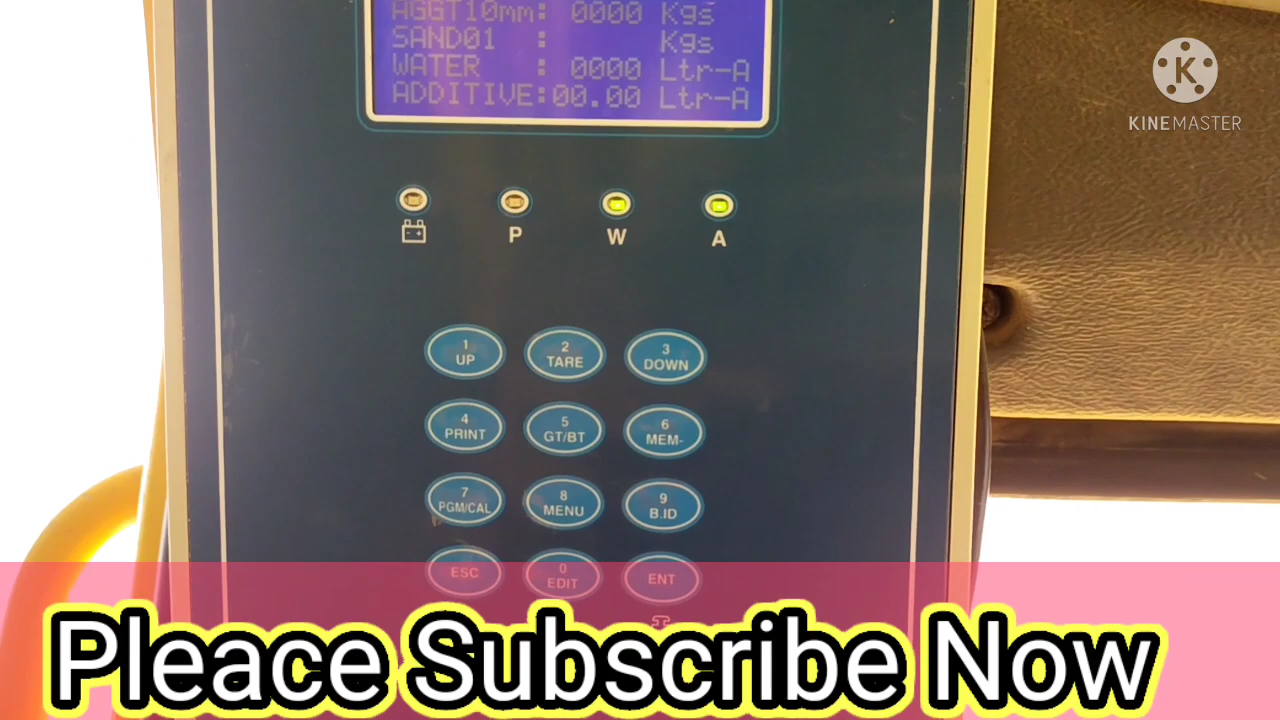 AGGT10mm: 0000 Kgs
SAND01 : Kgs
WATER : 0000 Ltr-A
ADDITIVE:00.00 Ltr-A
K
KINEMASTER
P W A
1 2 3
UP TARE DOWN
4 5 6
PRINT GT/BT MEM-
7 8 9
PGM/CAL MENU B.ID
0
ESC EDIT ENT
Pleace Subscribe Now